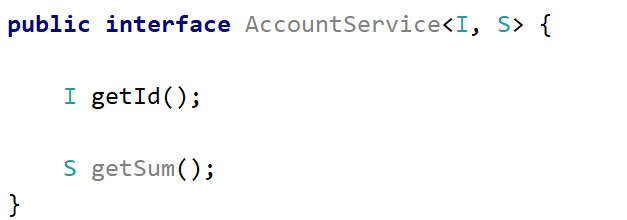 public interface AccountService<I, S> {
I getId();
S getSum();
}